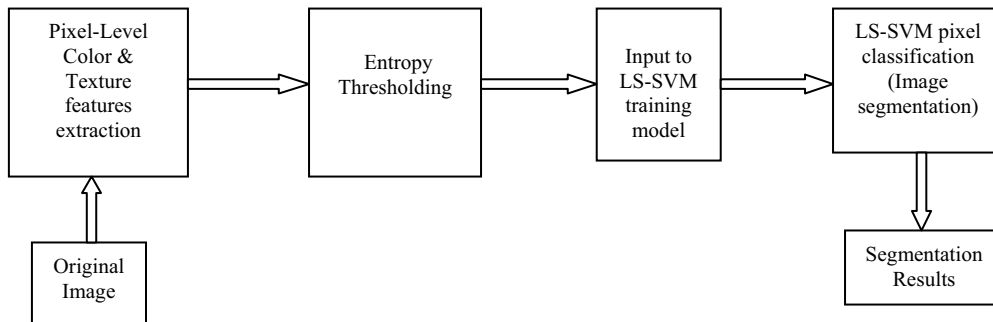 Pixel-Level
Color &
Texture
features
extraction
Entropy
Thresholding
Input to
LS-SVM
training
model
LS-SVM pixel
classification
(Image
segmentation)
Original
Image
Segmentation
Results